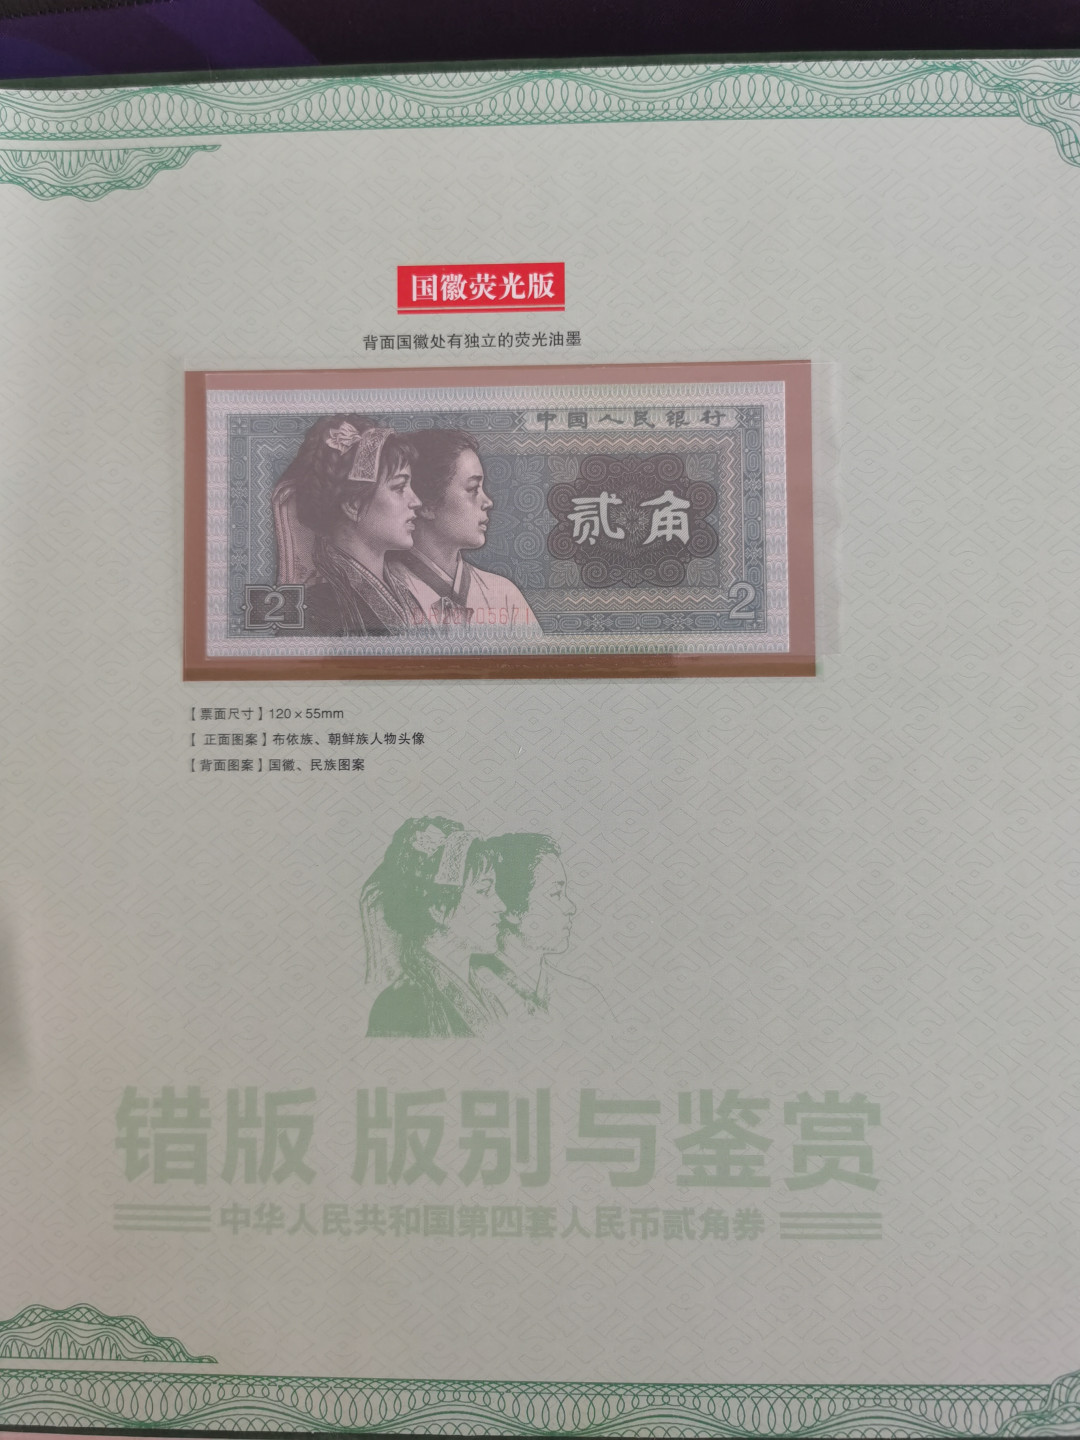 国徽荧光版
背面国徽处有独立的荧光油墨
中国人民银行
贰角
2
2
【票面尺寸】120×55mm
【正面图案】布依族、朝鲜族人物头像
【背面图案】国徽、民族图案
错版 版别与鉴赏
中华人民共和国第四套人民币贰角券